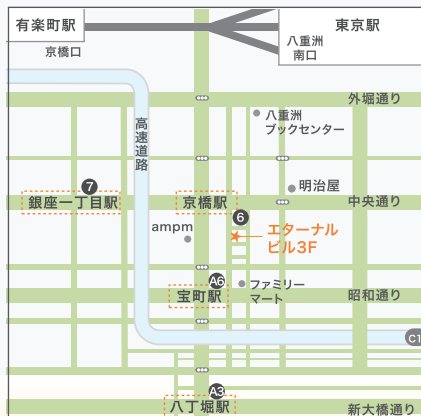 有楽町駅
京橋口
東京駅
八重洲
南口
外堀通り
八重洲
ブックセンター
高速道路
明治屋
7
銀座一丁目駅
京橋駅
中央通り
6
ampm
エターナル
ビル3F
A6
ファミリー
マート
宝町駅
昭和通り
C1
A3
八丁堀駅
新大橋通り